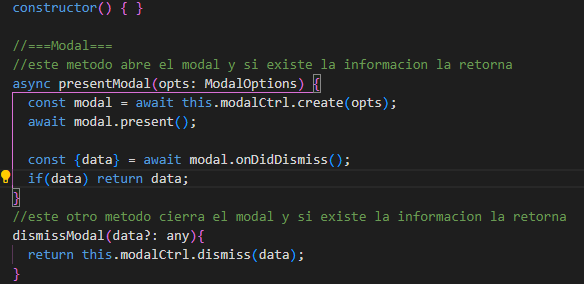 constructor() { }
//===Modal===
//este metodo abre el modal y si existe la informacion la retorna
async presentModal(opts: ModalOptions) {
const modal = await this.modalCtrl.create(opts);
await modal.present();
const {data} = await modal.onDidDismiss();
if(data) return data;
}
//este otro metodo cierra el modal y si existe la informacion la retorna
dismissModal(data?: any){
return this.modalCtrl.dismiss(data);
}